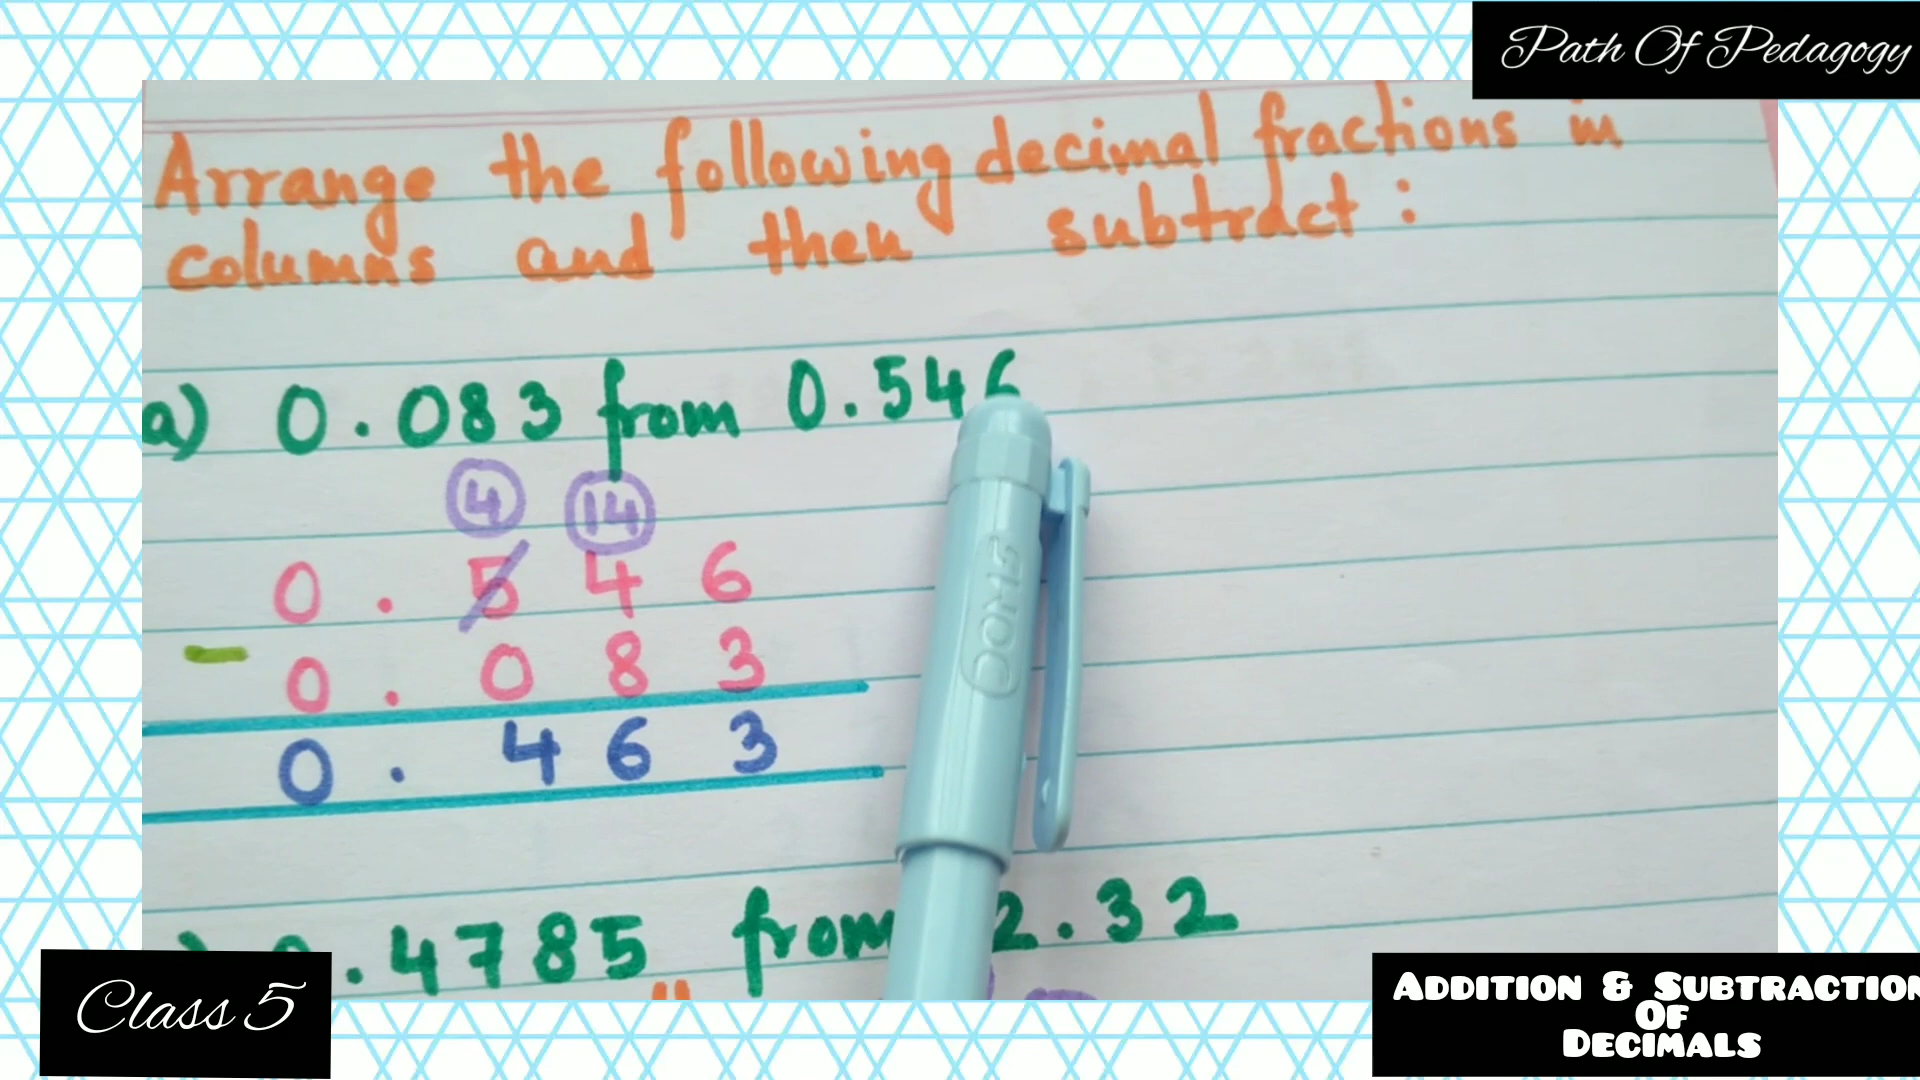 Path Of Pedagogy
Arrange the following decimal fractions in
columns and then subtract :
a) 0.083 from 0.546
4 14
0 . 5 4 6
- 0 . 0 8 3
0 . 4 6 3
.4785 from 2.32
DOMS
Class 5
ADDITION & SUBTRACTION
OF
DECIMALS